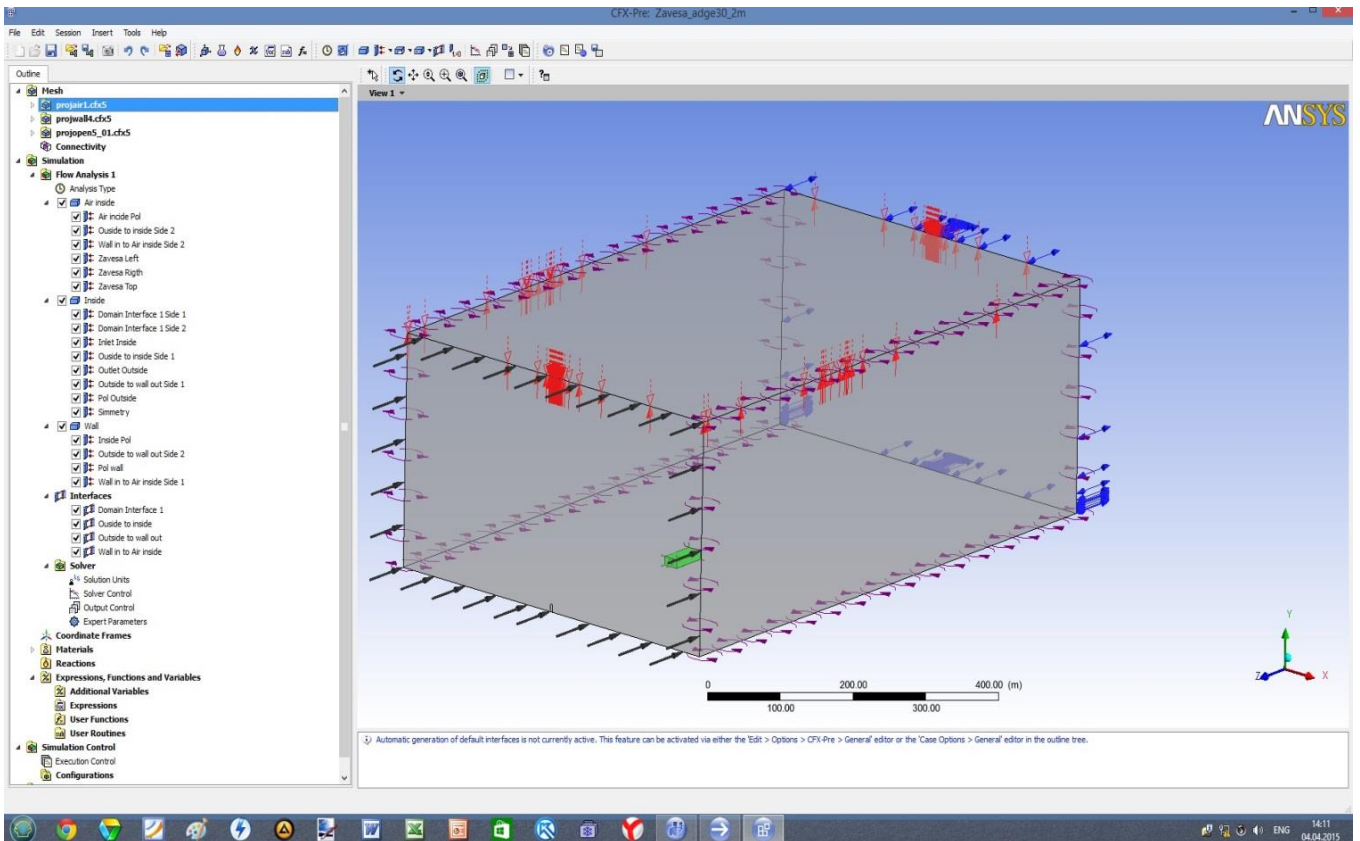 CFX-Pre: Zavesa_adge30_2m
File Edit Session Insert Tools Help
Outline
View 1
Mesh
projair1.cfx5
projwall4.cfx5
projopen5_01.cfx5
Connectivity
Simulation
Flow Analysis 1
Analysis Type
Air inside
Air incide Pol
Ouside to inside Side 2
Wall in to Air inside Side 2
Zavesa Left
Zavesa Rigth
Zavesa Top
Inside
Domain Interface 1 Side 1
Domain Interface 1 Side 2
Inlet Inside
Ouside to inside Side 1
Outlet Outside
Outside to wall out Side 1
Pol Outside
Simmetry
Wall
Inside Pol
Outside to wall out Side 2
Pol wall
Wall in to Air inside Side 1
Interfaces
Domain Interface 1
Ouside to inside
Outside to wall out
Wall in to Air inside
Solver
Solution Units
Solver Control
Output Control
Expert Parameters
Coordinate Frames
Materials
Reactions
Expressions, Functions and Variables
Additional Variables
Expressions
User Functions
User Routines
Simulation Control
Execution Control
Configurations
ANSYS
Y
Z X
0 200.00 400.00 (m)
100.00 300.00
Automatic generation of default interfaces is not currently active. This feature can be activated via either the 'Edit > Options > CFX-Pre > General' editor or the 'Case Options > General' editor in the outline tree.
ENG 14:11
04.04.2015